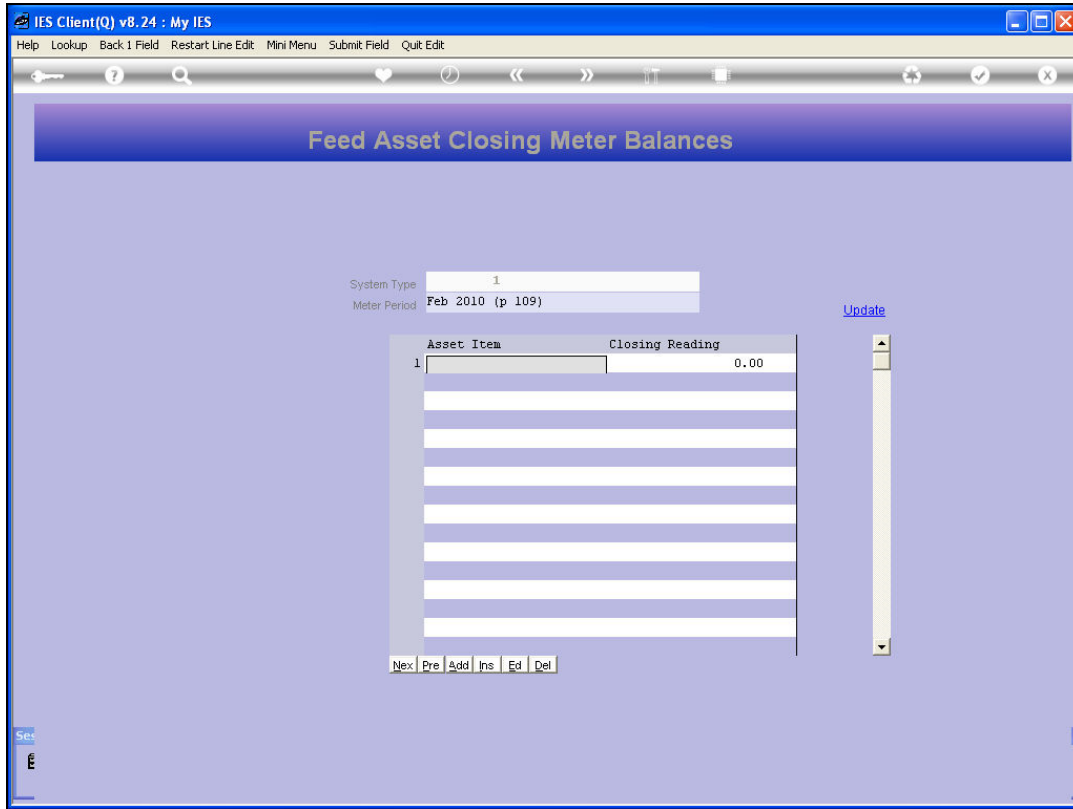 IES Client(Q) v8.24 : My IES
Help Lookup Back 1 Field Restart Line Edit Mini Menu Submit Field Quit Edit
Feed Asset Closing Meter Balances
System Type 1
Meter Period Feb 2010 (p 109)
Update
Asset Item Closing Reading
1 0.00
Nex Pre Add Ins Ed Del
Ses